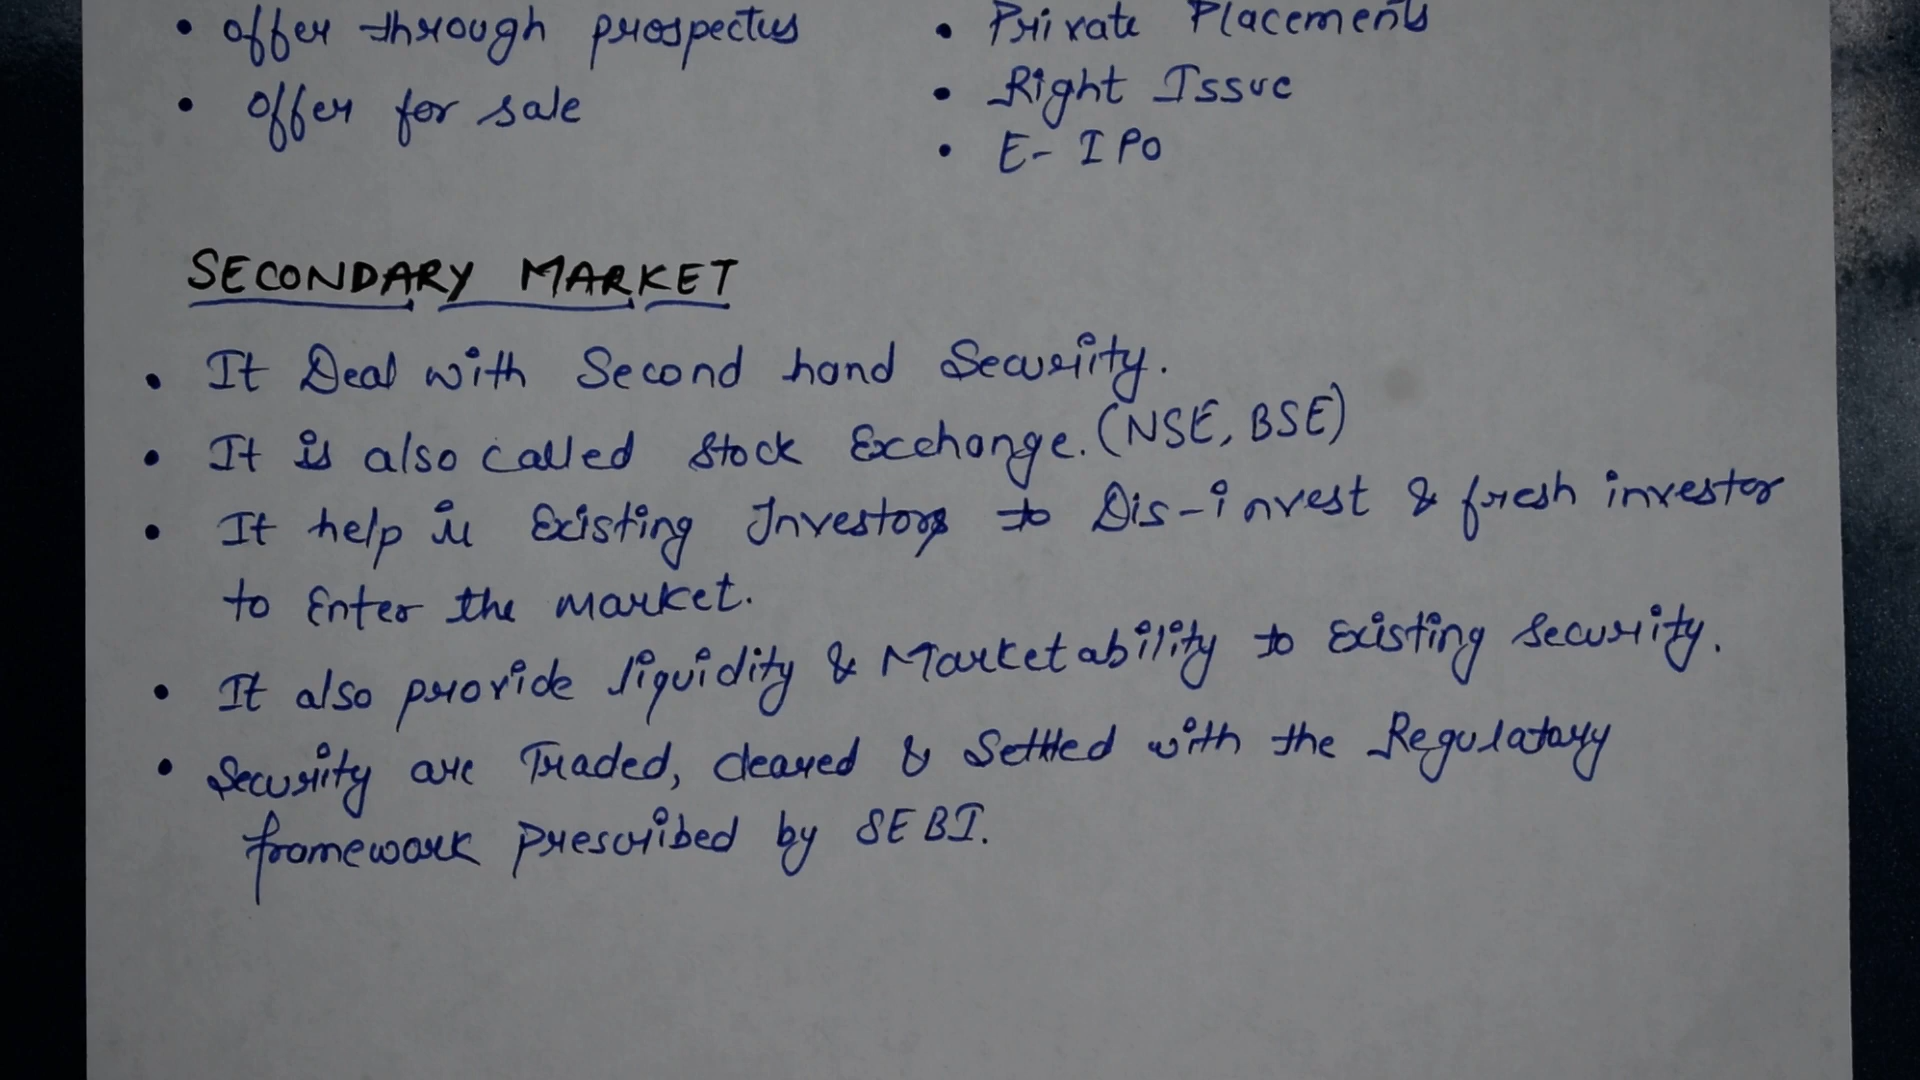 • Offer through prospectus
• Offer for sale
• Private Placements
• Right Issue
• E- IPO
SECONDARY MARKET
• It Deal with Second hand Security.
• It is also called Stock Exchange. (NSE, BSE)
• It help in Existing Investors to Dis-invest & fresh investor
to Enter the market.
• It also provide liquidity & Marketability to Existing Security.
• Security are Traded, cleared & Settled with the Regulatary
framework prescribed by SEBI.